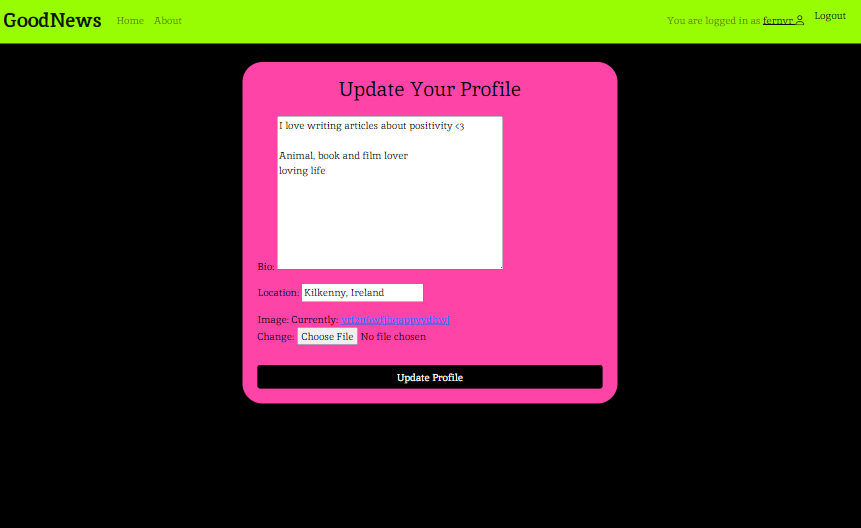 GoodNews Home About You are logged in as fernvr Logout
Update Your Profile
I love writing articles about positivity <3
Animal, book and film lover
loving life
Bio:
Location: Kilkenny, Ireland
Image: Currently:
Change: Choose File No file chosen
Update Profile